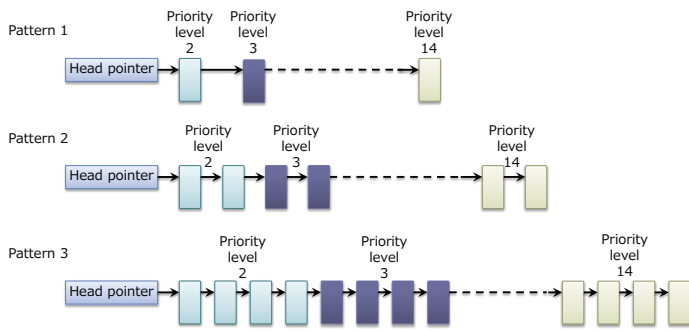 Pattern 1
Priority level 2
Priority level 3
Priority level 14
Head pointer
Pattern 2
Priority level 2
Priority level 3
Priority level 14
Head pointer
Pattern 3
Priority level 2
Priority level 3
Priority level 14
Head pointer